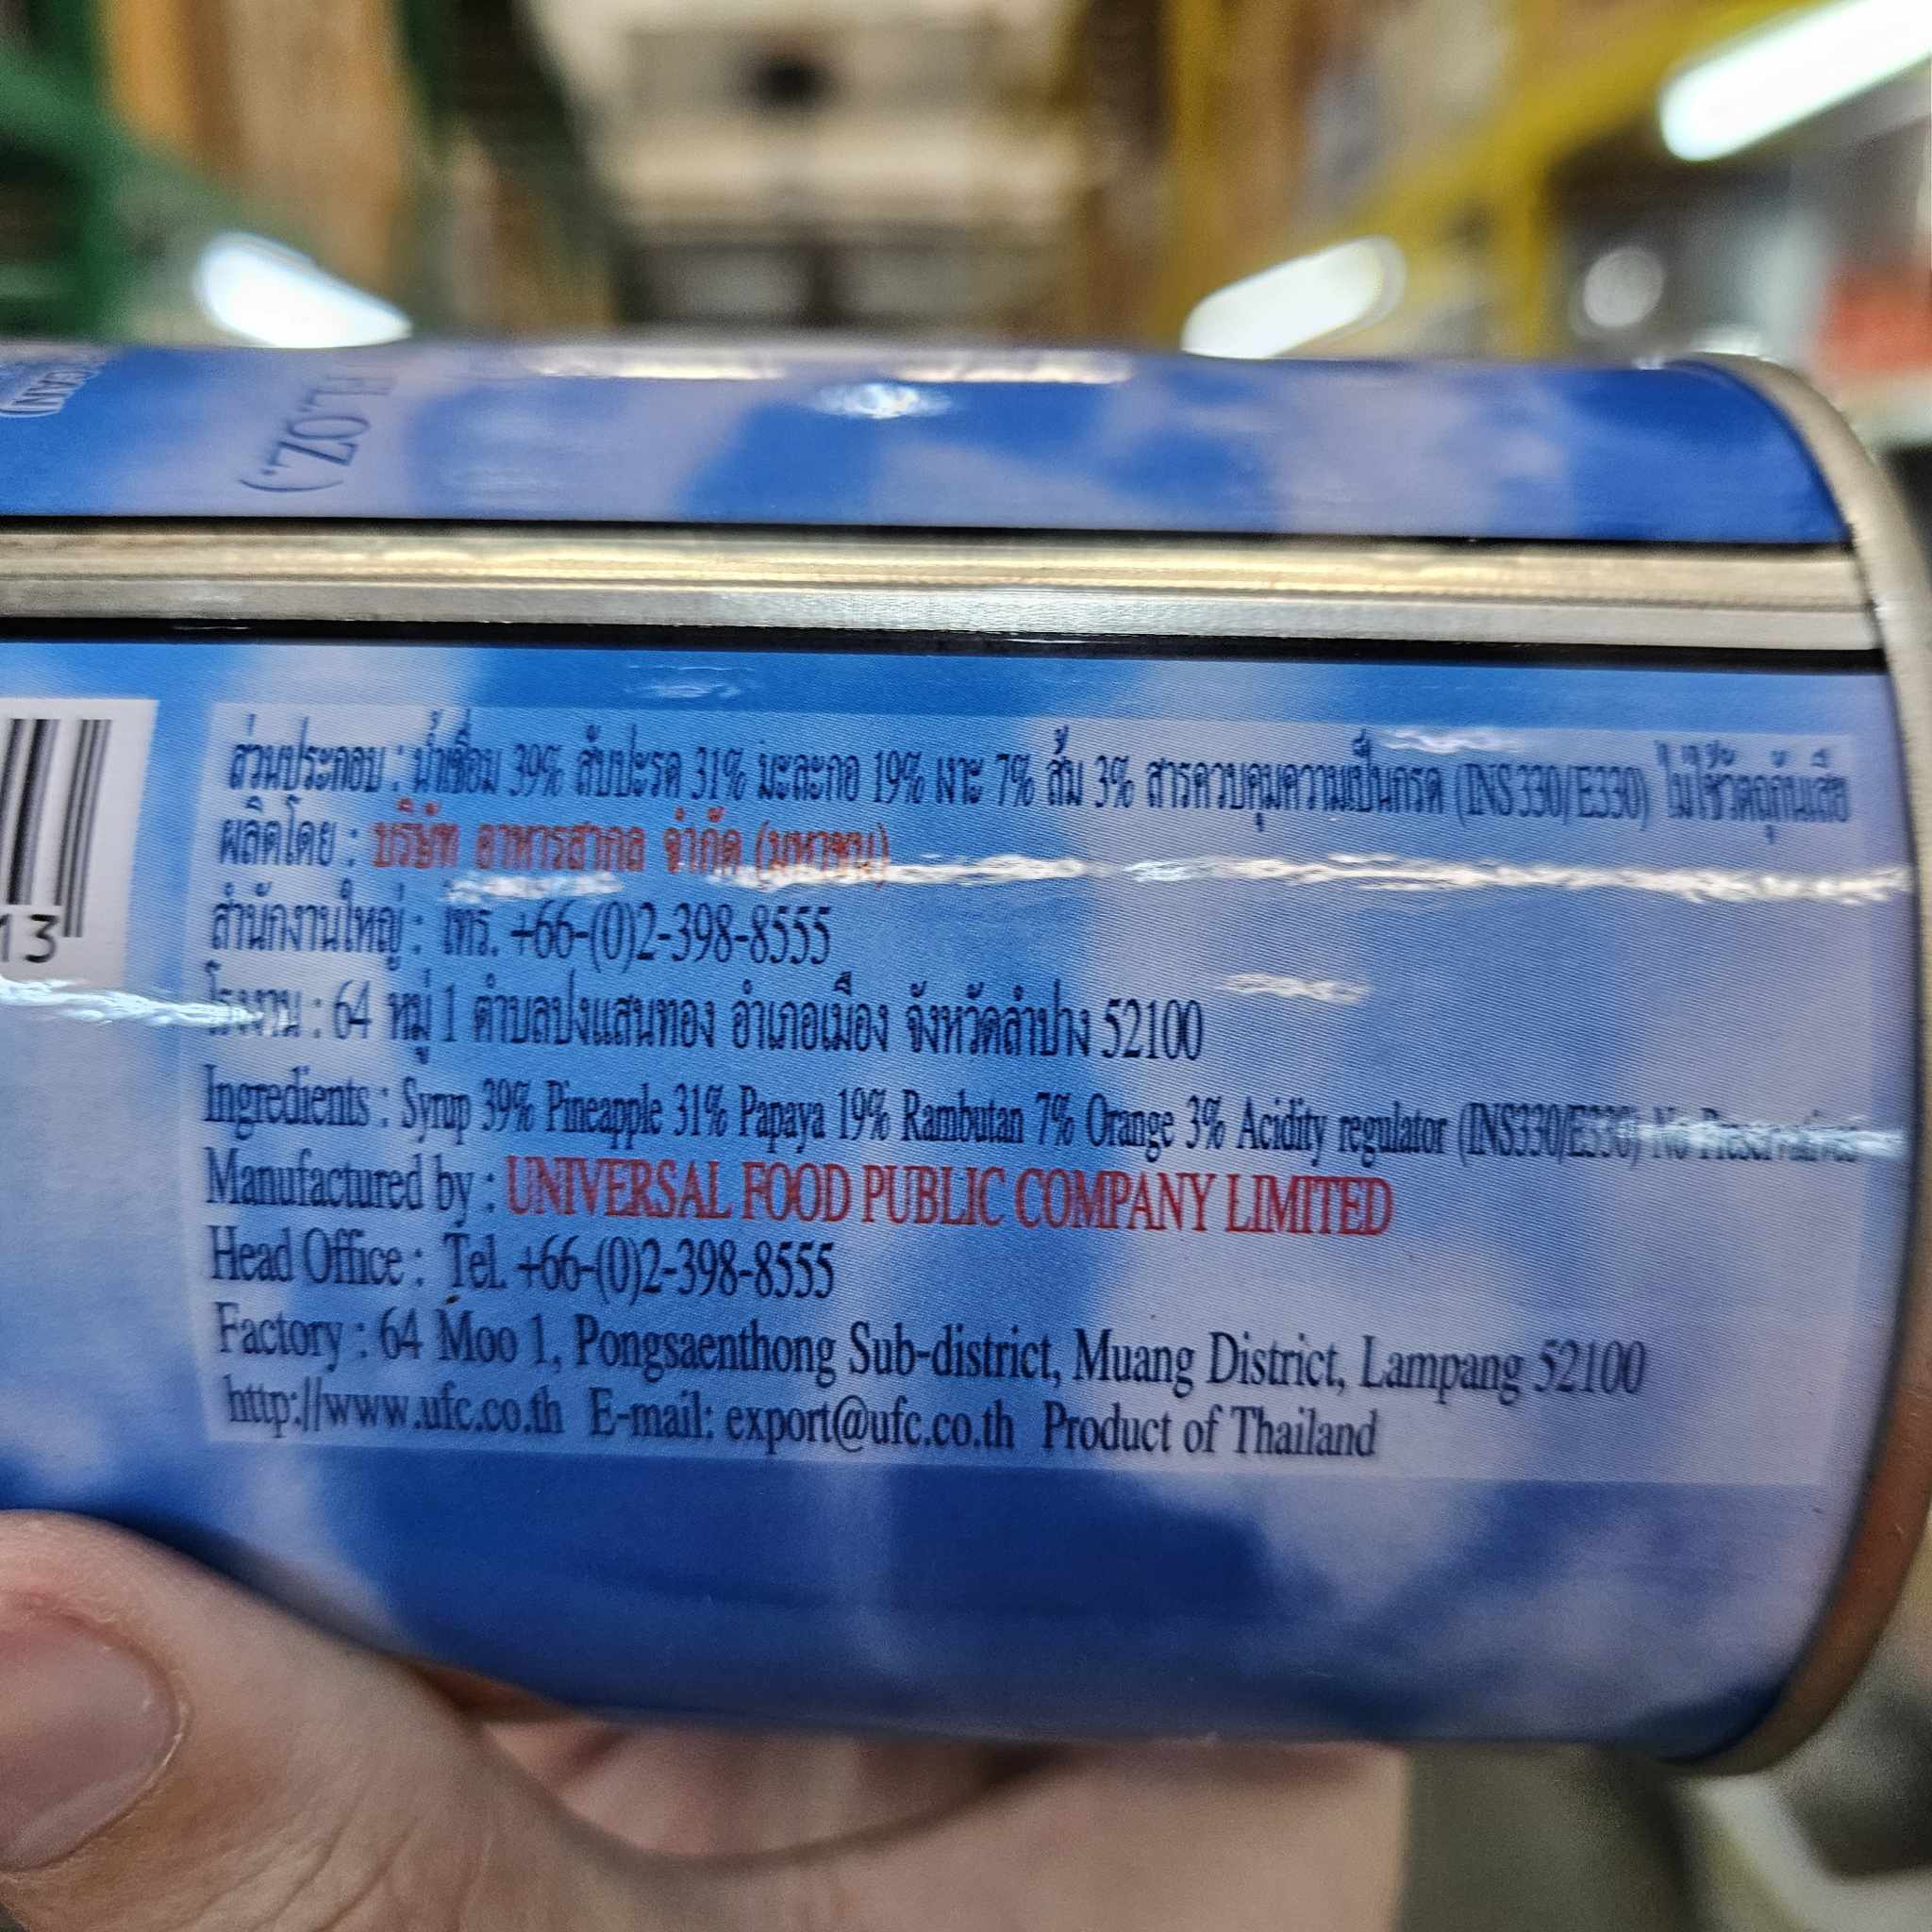 FL.OZ.)
13
ส่วนประกอบ : น้ำเชื่อม 39% สับปะรด 31% มะละกอ 19% เงาะ 7% ส้ม 3% สารควบคุมความเป็นกรด (INS330/E330) ไม่ใช้วัตถุกันเสีย
ผลิตโดย : บริษัท อาหารสากล จำกัด (มหาชน)
สำนักงานใหญ่ : โทร. +66-(0)2-398-8555
โรงงาน : 64 หมู่ 1 ตำบลปงแสนทอง อำเภอเมือง จังหวัดลำปาง 52100
Ingredients : Syrup 39% Pineapple 31% Papaya 19% Rambutan 7% Orange 3% Acidity regulator (INS330/E330) No Preservatives
Manufactured by : UNIVERSAL FOOD PUBLIC COMPANY LIMITED
Head Office : Tel. +66-(0)2-398-8555
Factory : 64 Moo 1, Pongsaenthong Sub-district, Muang District, Lampang 52100
http://www.ufc.co.th E-mail: export@ufc.co.th Product of Thailand